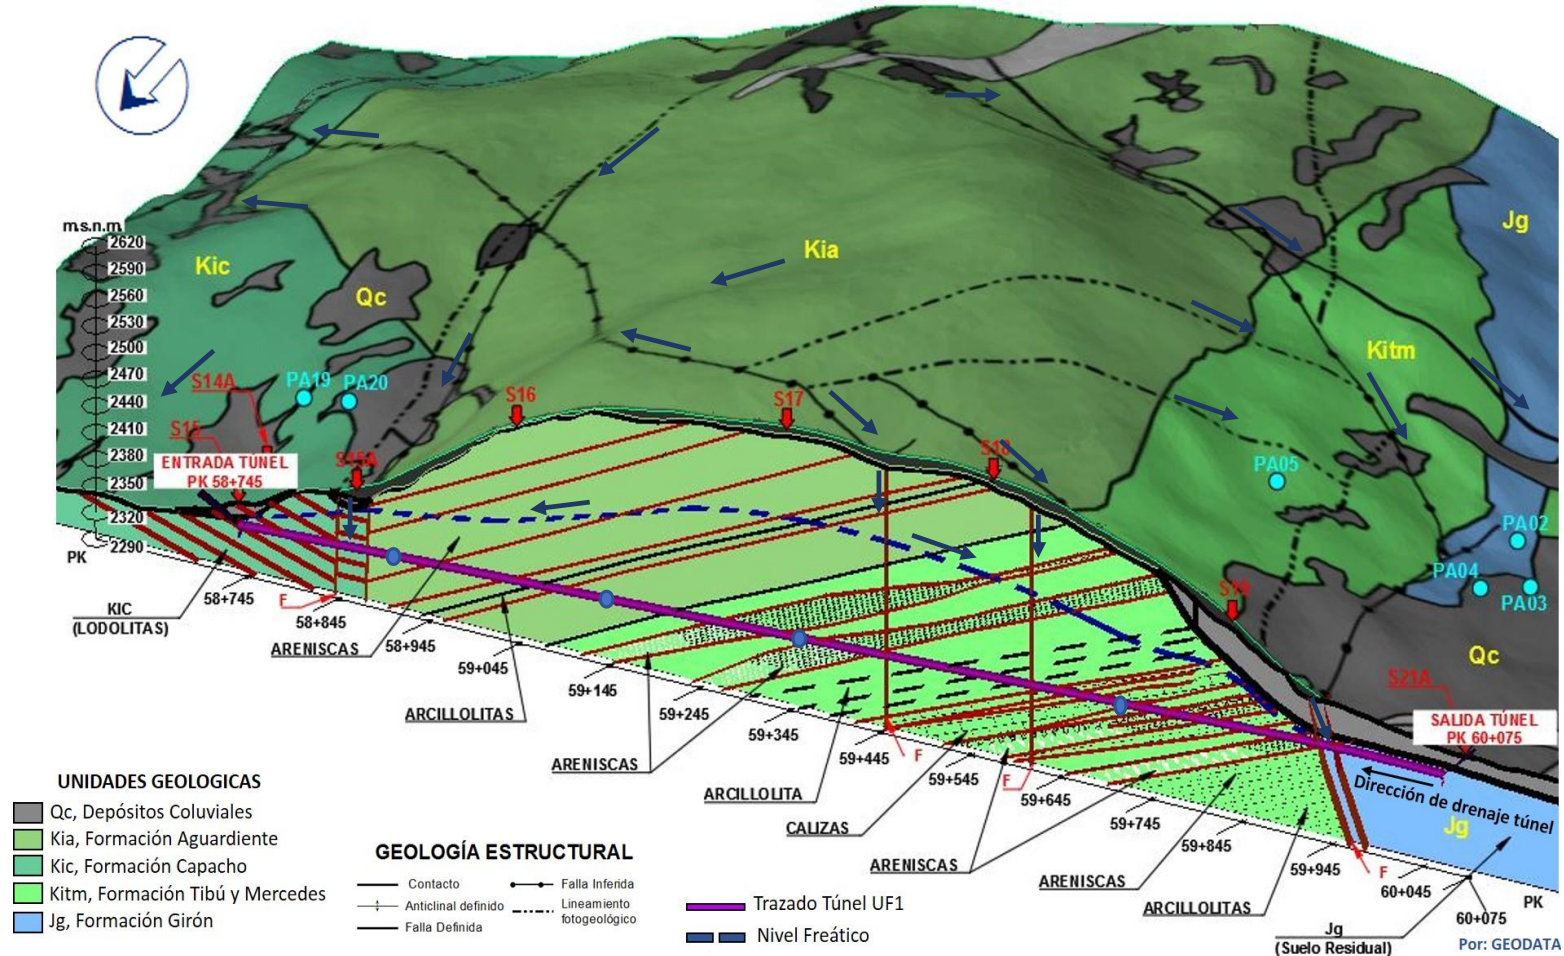 m.s.n.m.
2620
2590
2560
2530
2500
2470
2440
2410
2380
2350
2320
2290
PK
Kic
Qc
Kia
Kitm
Jg
S14A
S15
PA19
PA20
S15A
S16
S17
S18
S19
PA05
PA02
PA04
PA03
Qc
S21A
ENTRADA TÚNEL
PK 58+745
SALIDA TÚNEL
PK 60+075
Dirección de drenaje túnel
Jg
KIC
(LODOLITAS)
58+745
F
58+845
ARENISCAS
58+945
59+045
ARCILLOLITAS
59+145
ARENISCAS
59+245
59+345
ARCILLOLITA
59+445
F
CALIZAS
59+545
F
ARENISCAS
59+645
59+745
ARENISCAS
59+845
ARCILLOLITAS
59+945
F
60+045
PK
60+075
Jg
(Suelo Residual)
Por: GEODATA
UNIDADES GEOLOGICAS
Qc, Depósitos Coluviales
Kia, Formación Aguardiente
Kic, Formación Capacho
Kitm, Formación Tibú y Mercedes
Jg, Formación Girón
GEOLOGÍA ESTRUCTURAL
Contacto
Anticlinal definido
Falla Definida
Falla Inferida
Lineamiento
fotogeológico
Trazado Túnel UF1
Nivel Freático